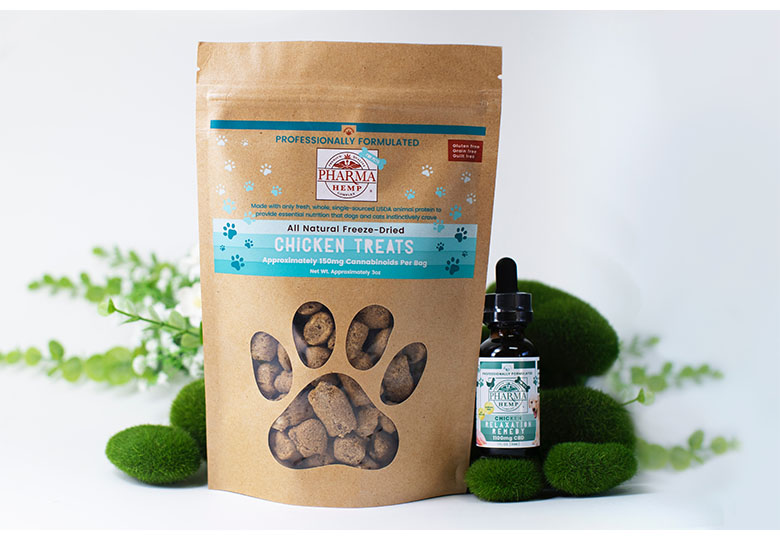 PROFESSIONALLY FORMULATED
Gluten free
Grain free
Guilt free
PHARMA
HEMP
Made with only fresh, whole, single-sourced USDA animal protein to
provide essential nutrition that dogs and cats instinctively crave
All Natural Freeze-Dried
CHICKEN TREATS
Approximately 150mg Cannabinoids Per Bag
Net Wt. Approximately 3oz
PROFESSIONALLY FORMULATED
PHARMA
HEMP
CHICKEN
RELAXATION
REMEDY
1100mg CBD